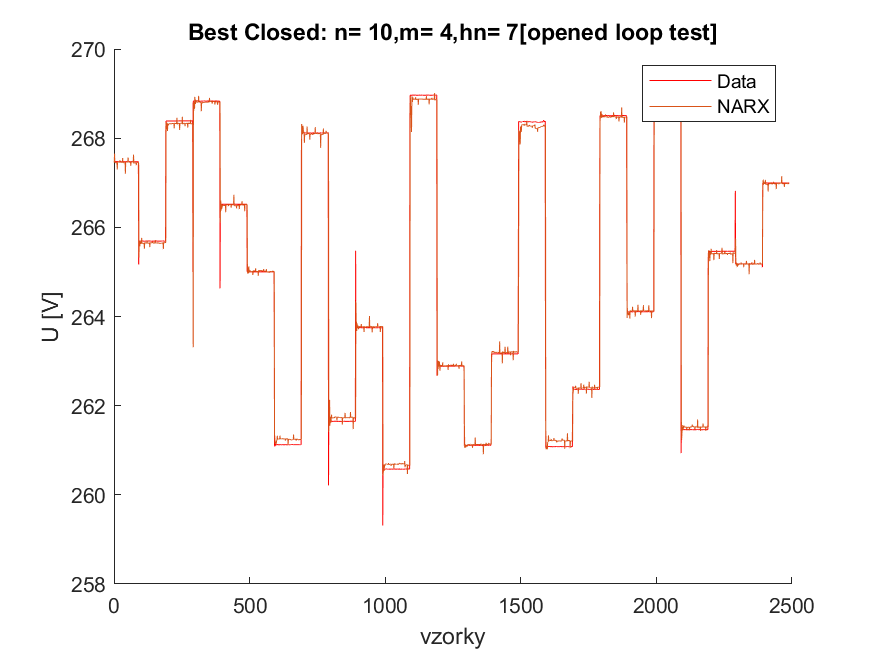 Best Closed: n= 10,m= 4,hn= 7[opened loop test]
270
268
266
264
262
260
258
U [V]
Data
NARX
0
500
1000
1500
2000
2500
vzorky